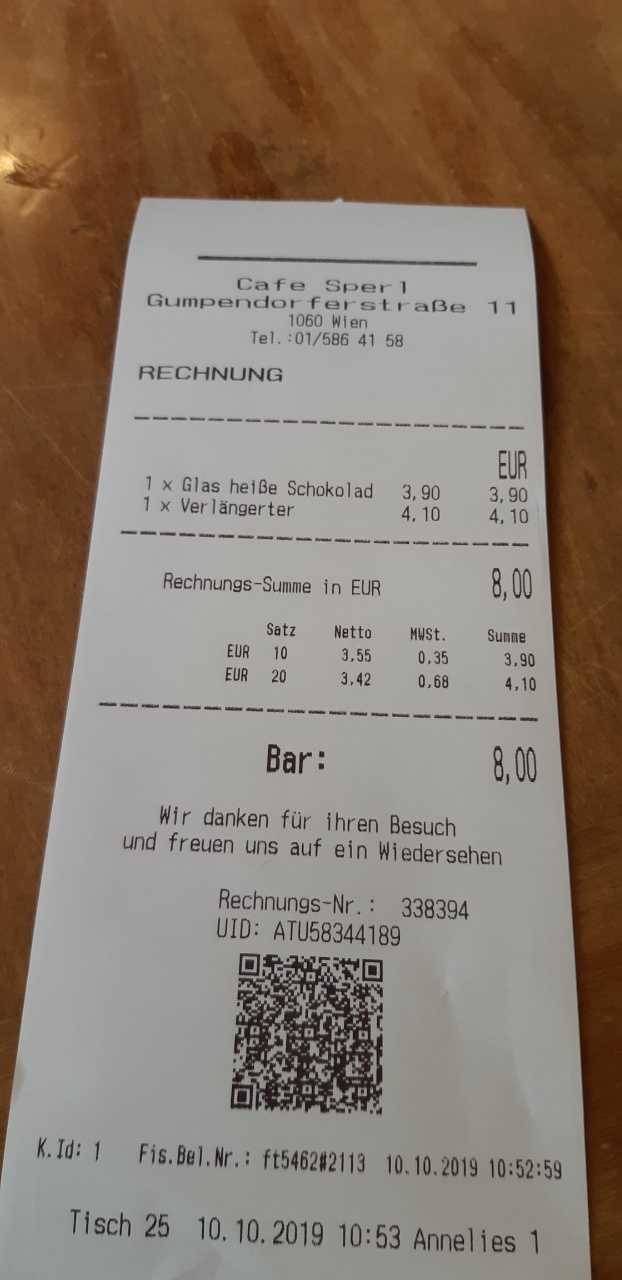 Cafe Sperl
Gumpendorferstraße 11
1060 Wien
Tel.:01/586 41 58
RECHNUNG
EUR
1 x Glas heiße Schokolad 3,90 3,90
1 x Verlängerter 4,10 4,10
Rechnungs-Summe in EUR 8,00
Satz Netto MWSt. Summe
EUR 10 3,55 0,35 3,90
EUR 20 3,42 0,68 4,10
Bar: 8,00
Wir danken für ihren Besuch
und freuen uns auf ein Wiedersehen
Rechnungs-Nr.: 338394
UID: ATU58344189
K.Id: 1 Fis.Bel.Nr.: ft5462#2113 10.10.2019 10:52:59
Tisch 25 10.10.2019 10:53 Annelies 1